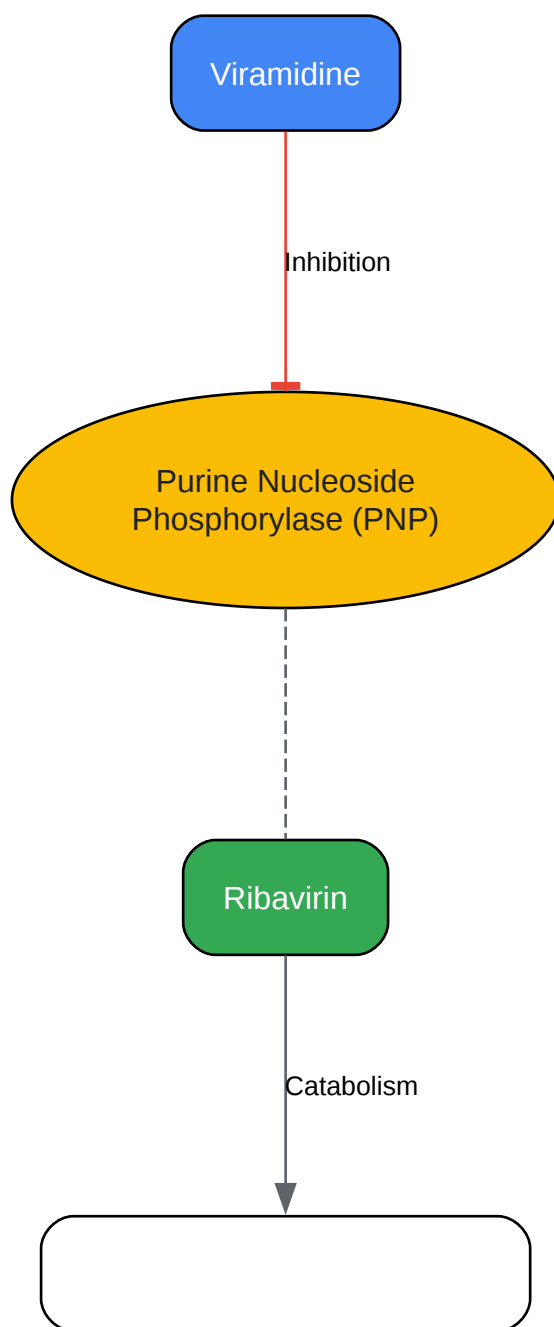 Viramidine
Inhibition
Purine Nucleoside
Phosphorylase (PNP)
Ribavirin
Catabolism